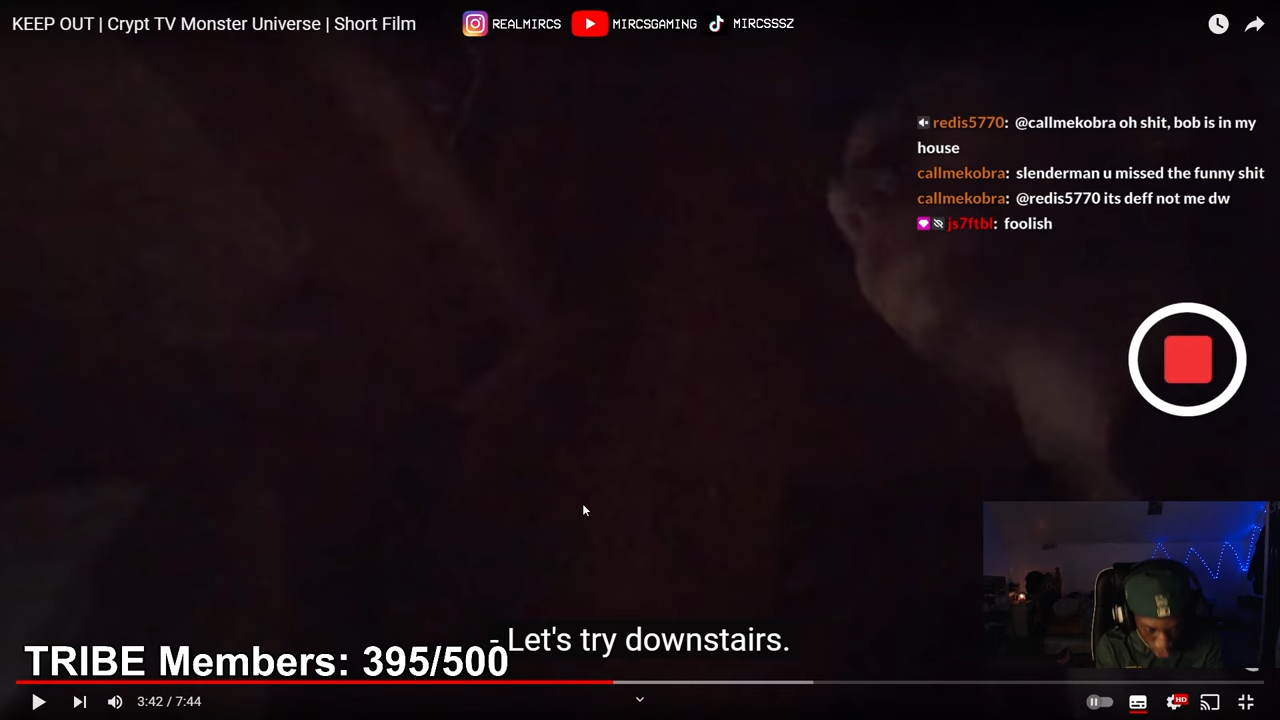 KEEP OUT | Crypt TV Monster Universe | Short Film
REALMIRCS MIRCSGAMING MIRCSSSZ
redis5770: @callmekobra oh shit, bob is in my
house
callmekobra: slenderman u missed the funny shit
callmekobra: @redis5770 its deff not me dw
js7ftbl: foolish
- Let's try downstairs.
TRIBE Members: 395/500
3:42 / 7:44
HD